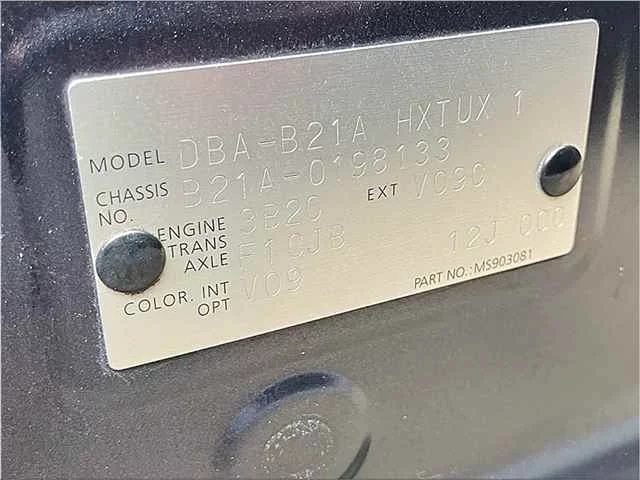 MODEL DBA-B21A HXTUX 1
CHASSIS NO. B21A-0198133
ENGINE 3B20 EXT V09C
TRANS AXLE F1CJB 12J 000
COLOR. INT V09
OPT PART NO.: MS903081